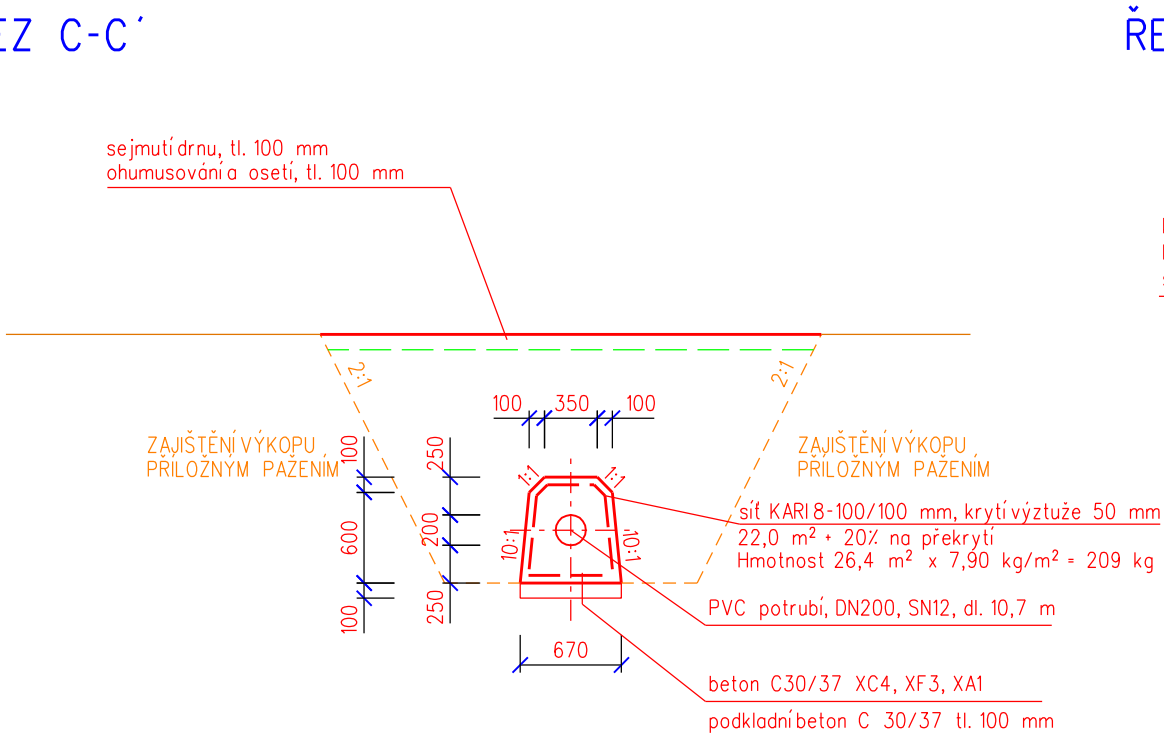 EZ C-C´
ŘE
sejmutí drnu, tl. 100 mm
ohumusování a osetí, tl. 100 mm
2:1
2:1
100 350 100
ZAJIŠTĚNÍ VÝKOPU
PŘÍLOŽNÝM PAŽENÍM
ZAJIŠTĚNÍ VÝKOPU
PŘÍLOŽNÝM PAŽENÍM
100
600
100
250
200
250
1:1
1:1
10:1
10:1
síť KARI 8-100/100 mm, krytí výztuže 50 mm
22,0 m² + 20% na překrytí
Hmotnost 26,4 m² x 7,90 kg/m² = 209 kg
PVC potrubí, DN200, SN12, dl. 10,7 m
670
beton C30/37 XC4, XF3, XA1
podkladní beton C 30/37 tl. 100 mm